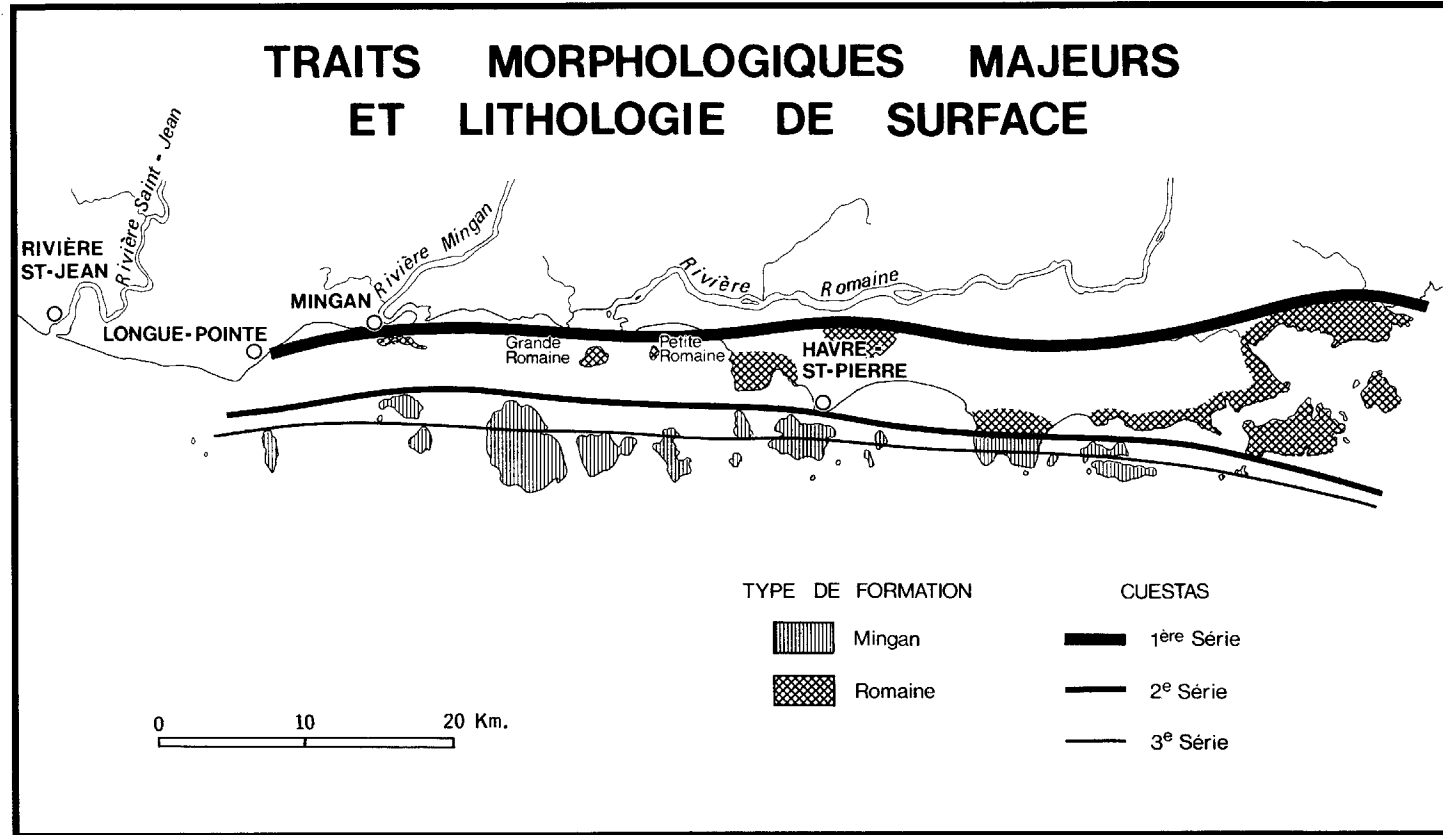 TRAITS MORPHOLOGIQUES MAJEURS
ET LITHOLOGIE DE SURFACE
Rivière Saint-Jean
RIVIÈRE
ST-JEAN
Rivière Mingan
MINGAN
LONGUE-POINTE
Rivière Romaine
Grande
Romaine
Petite
Romaine
HAVRE-
ST-PIERRE
TYPE DE FORMATION
Mingan
Romaine
CUESTAS
1ère Série
2e Série
3e Série
0 10 20 Km.